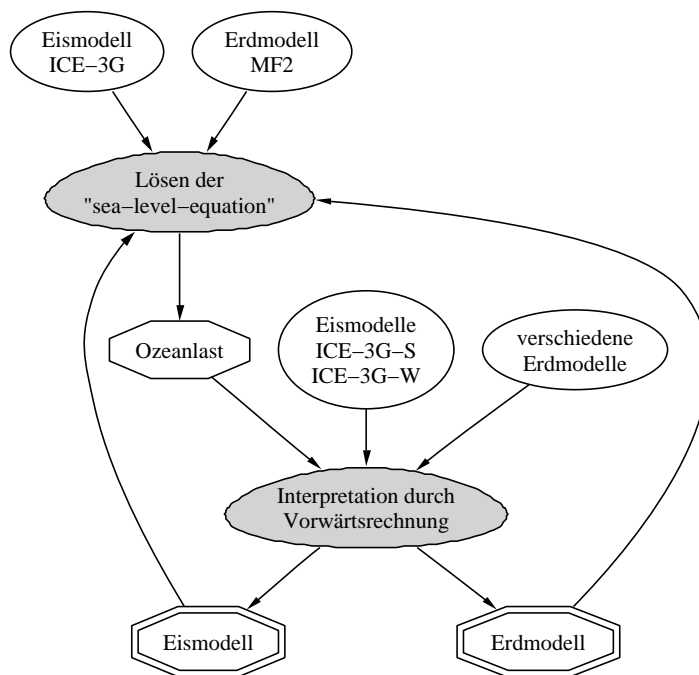 Eismodell
ICE−3G
Erdmodell
MF2
Lösen der
"sea−level−equation"
Ozeanlast
Eismodelle
ICE−3G−S
ICE−3G−W
verschiedene
Erdmodelle
Interpretation durch
Vorwärtsrechnung
Eismodell
Erdmodell